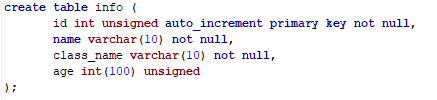 create table info (
id int unsigned auto_increment primary key not null,
name varchar(10) not null,
class_name varchar(10) not null,
age int(100) unsigned
);